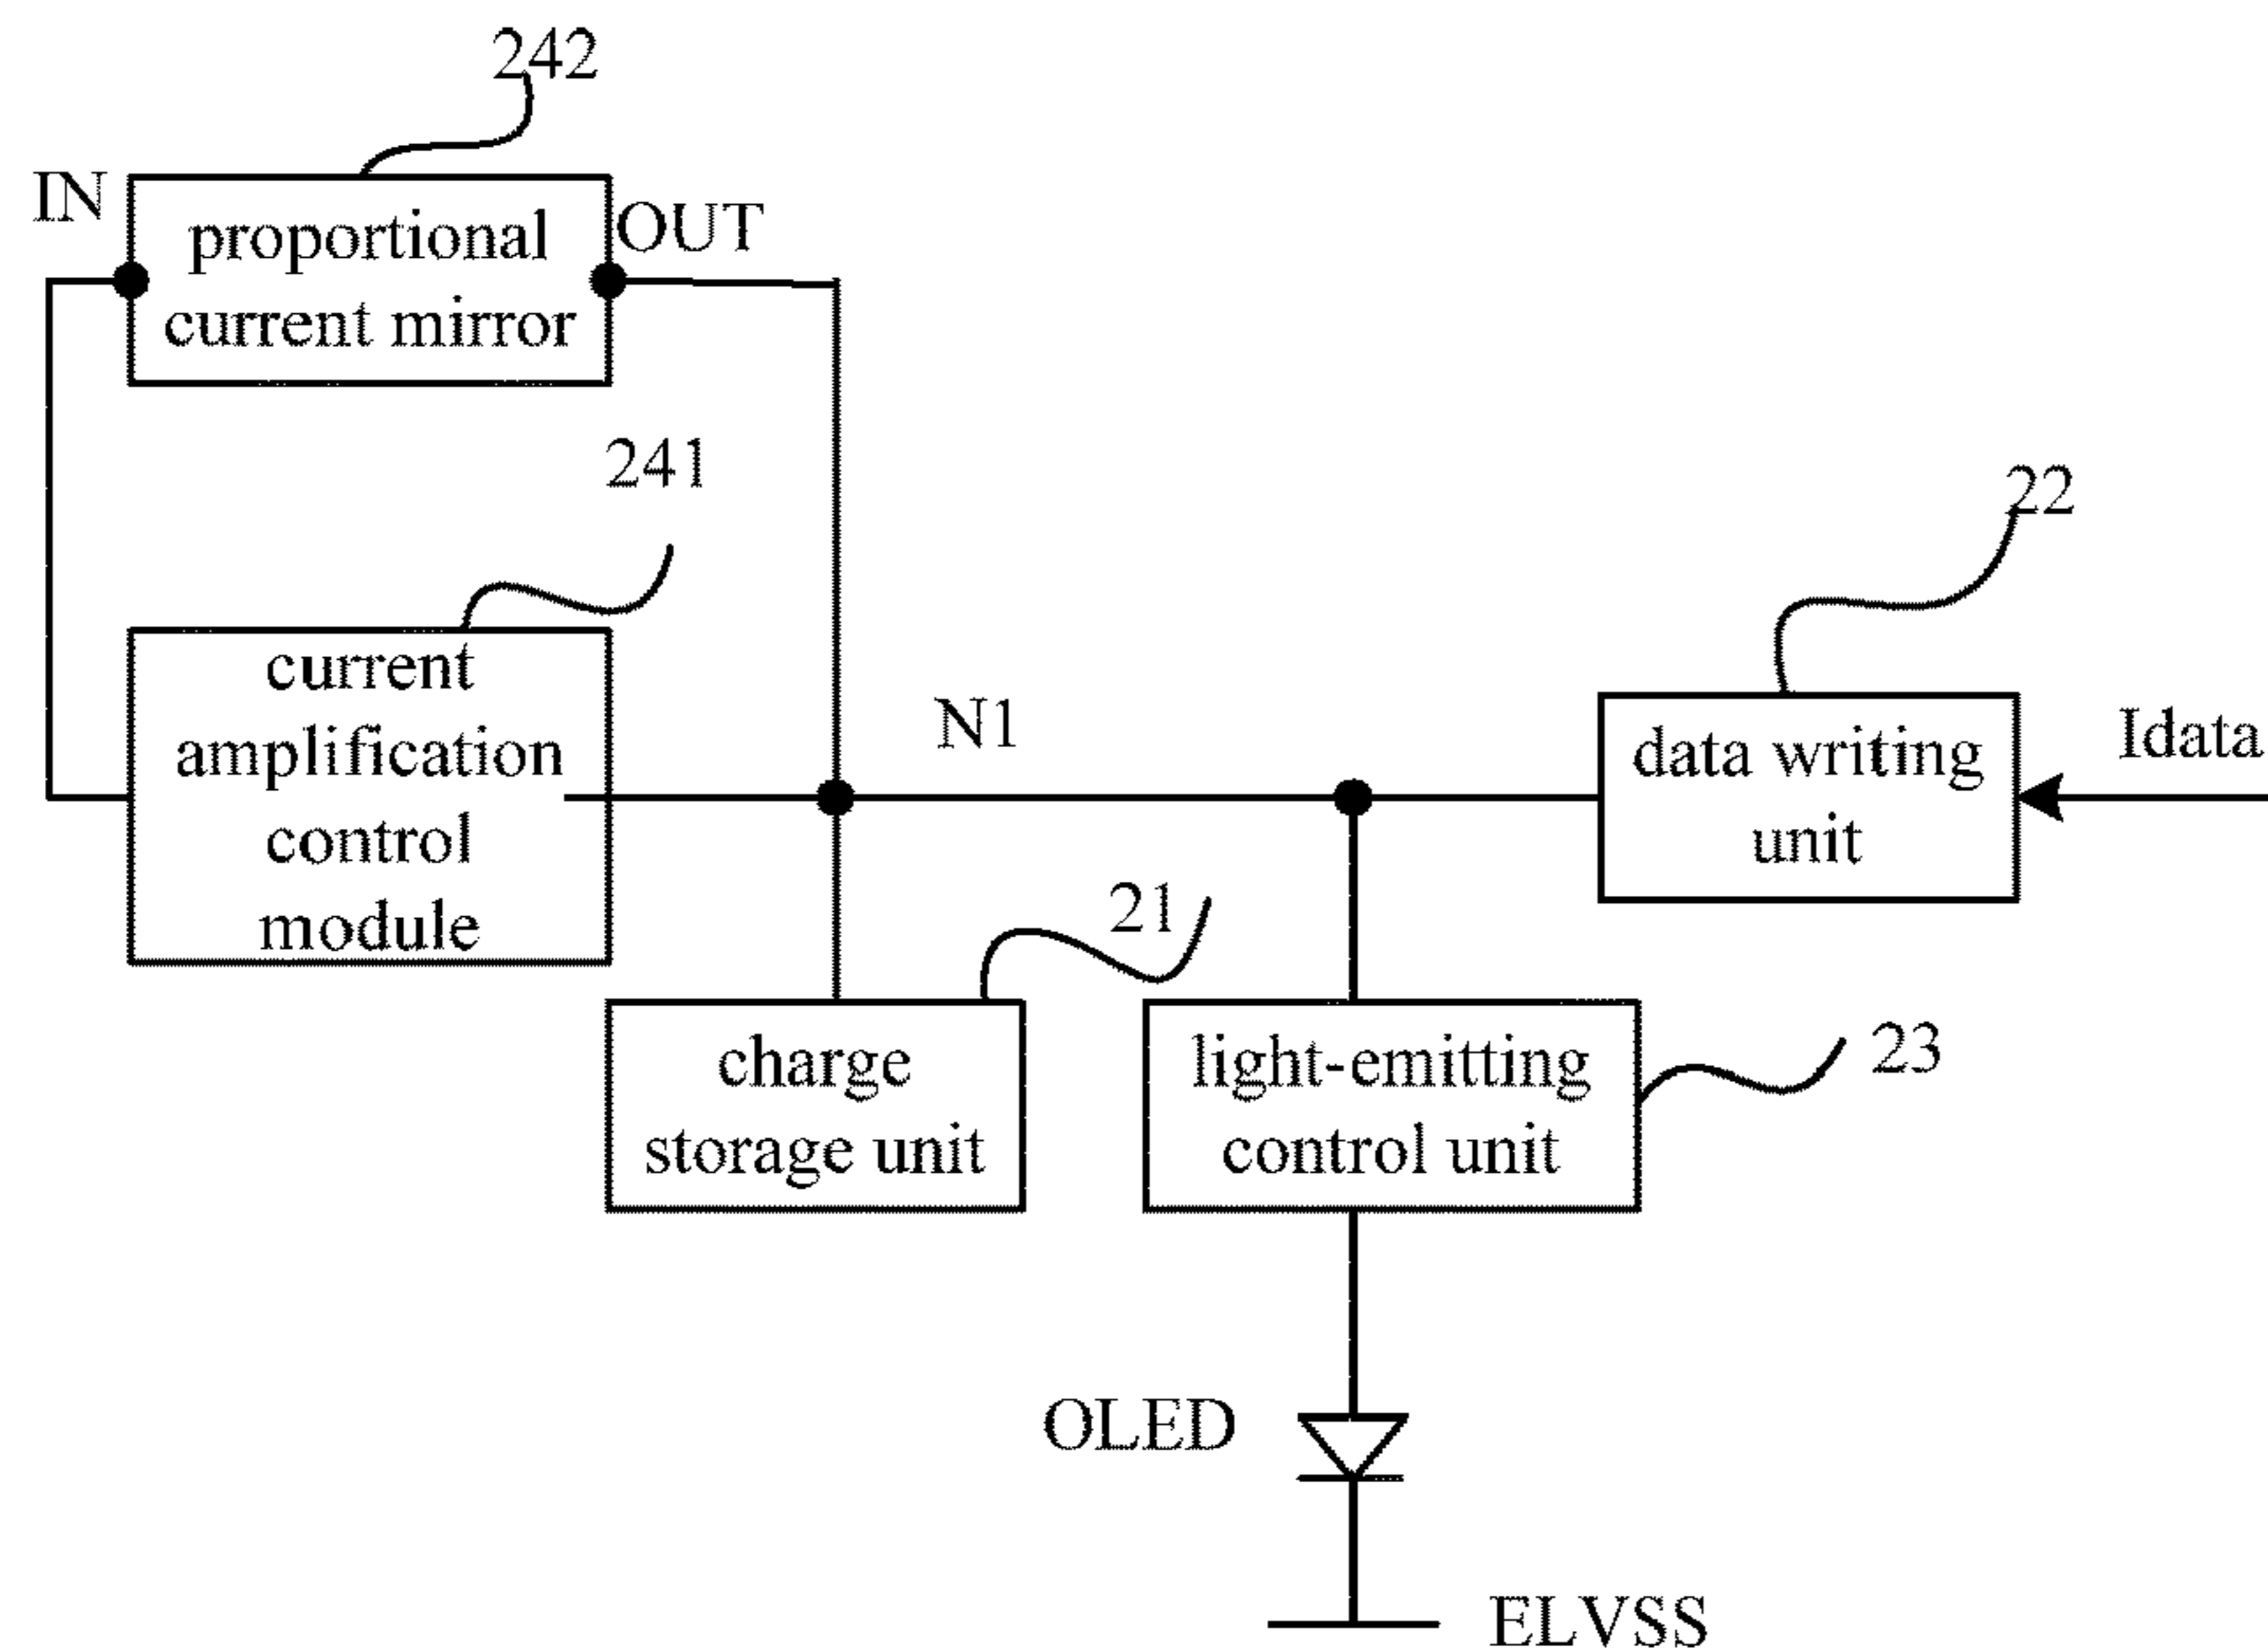 242
IN
OUT
proportional
current mirror
241
22
current
amplification
control
module
N1
data writing
unit
Idata
21
charge
storage unit
light-emitting
control unit
23
OLED
ELVSS